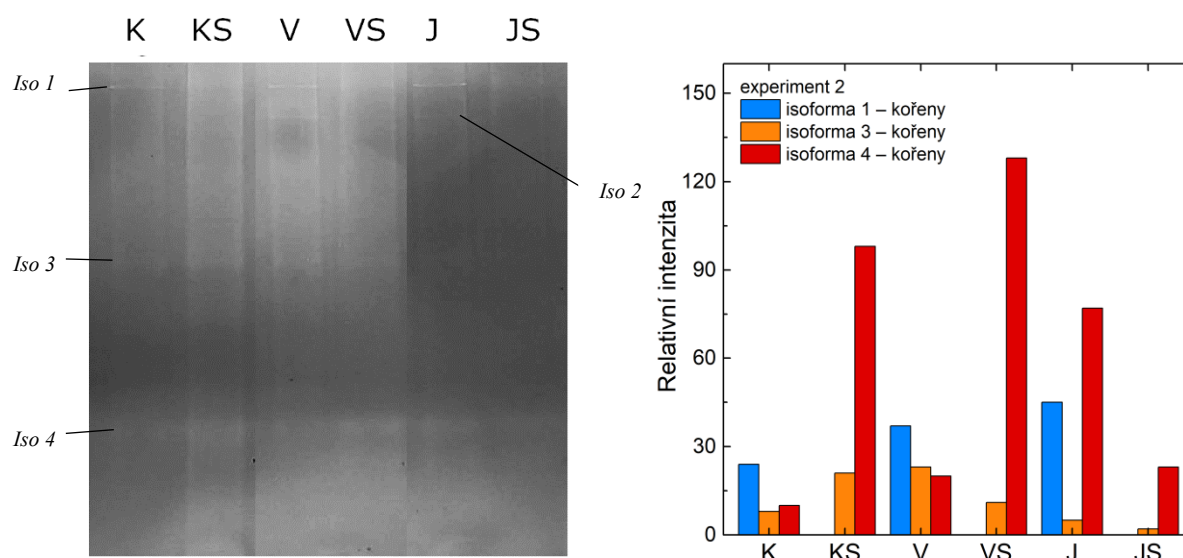 K KS V VS J JS
Iso 1
Iso 2
Iso 3
Iso 4
experiment 2
isoforma 1 – kořeny
isoforma 3 – kořeny
isoforma 4 – kořeny
Relativní intenzita
150
120
90
60
30
0
K KS V VS J JS